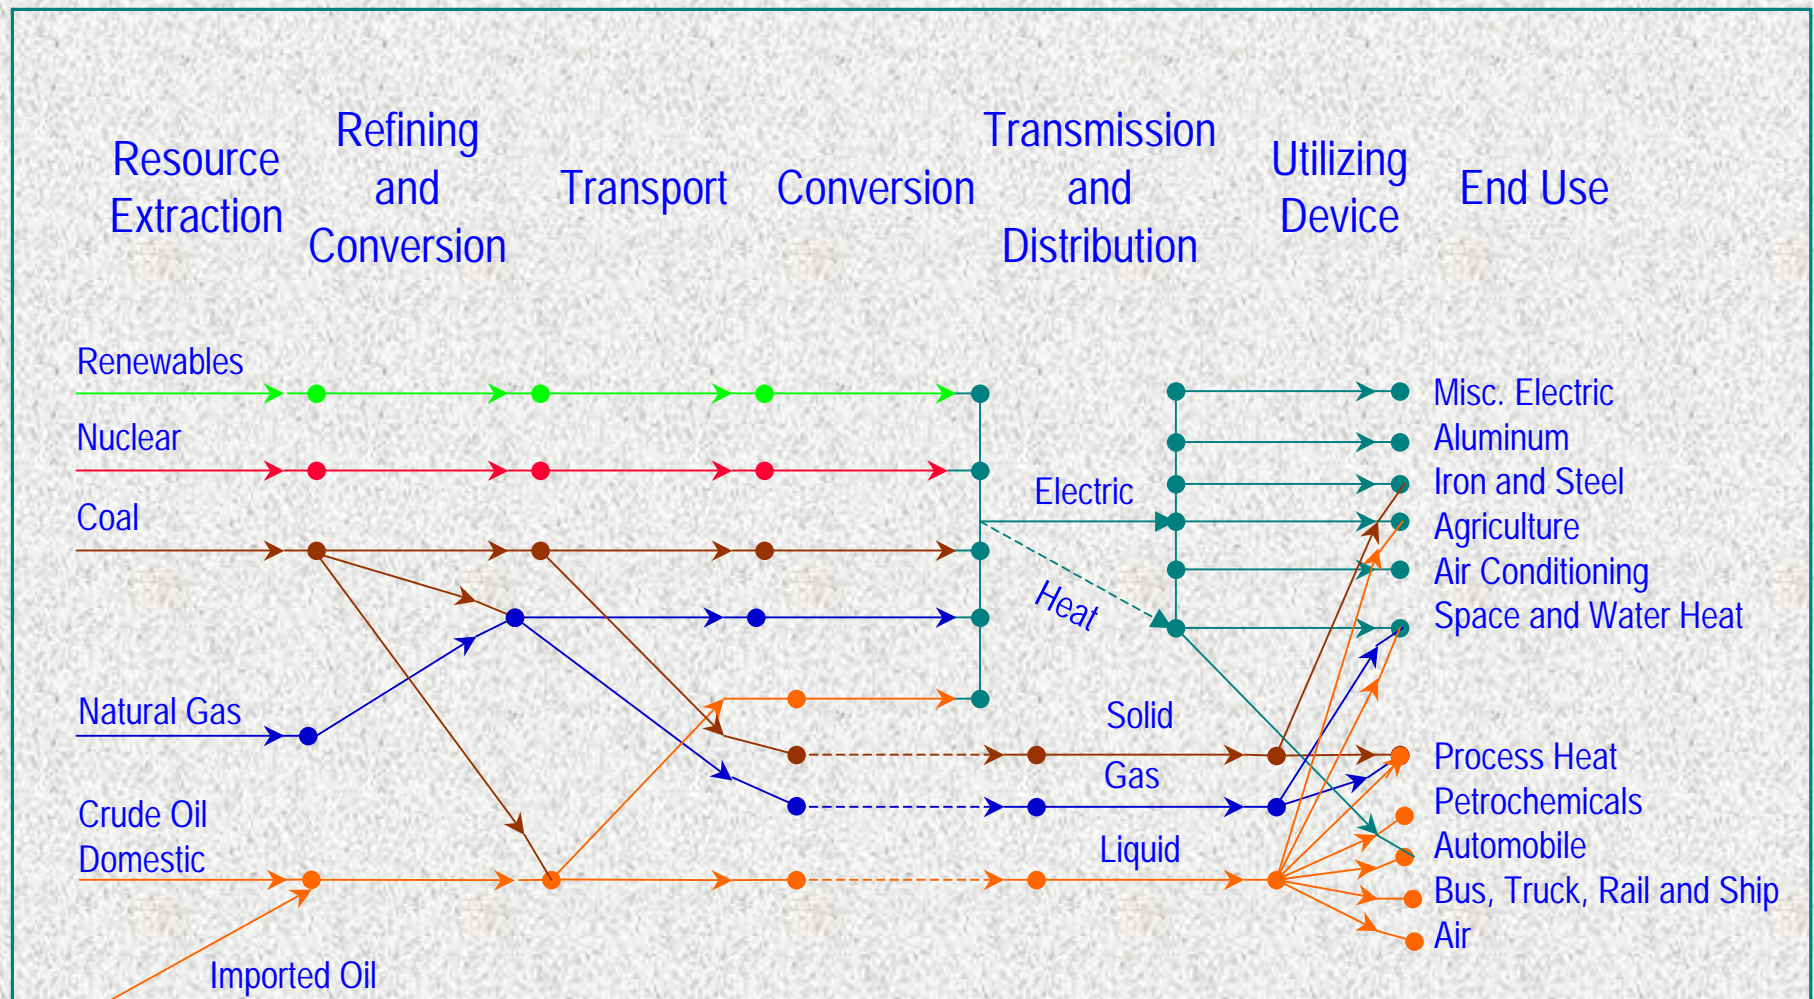 Resource
Extraction
Refining
and
Conversion
Transport
Conversion
Transmission
and
Distribution
Utilizing
Device
End Use
Renewables
Nuclear
Coal
Natural Gas
Crude Oil
Domestic
Imported Oil
Electric
Heat
Solid
Gas
Liquid
Misc. Electric
Aluminum
Iron and Steel
Agriculture
Air Conditioning
Space and Water Heat
Process Heat
Petrochemicals
Automobile
Bus, Truck, Rail and Ship
Air